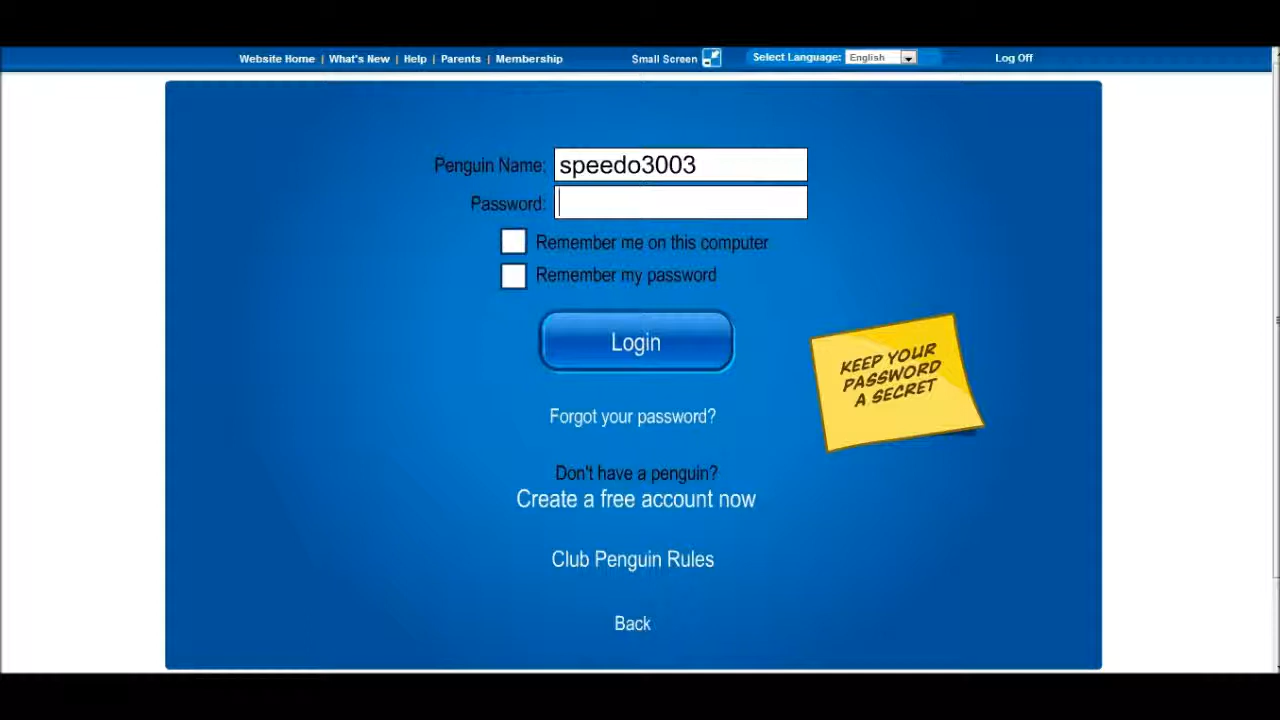 Website Home | What's New | Help | Parents | Membership Small Screen Select Language: English Log Off
Penguin Name: speedo3003
Password:
Remember me on this computer
Remember my password
Login
KEEP YOUR
PASSWORD
A SECRET
Forgot your password?
Don't have a penguin?
Create a free account now
Club Penguin Rules
Back